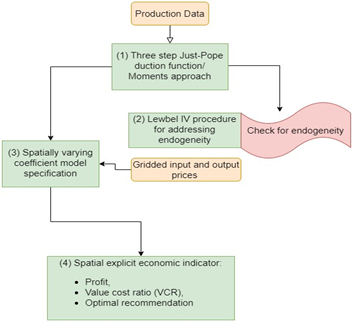 Production Data
(1) Three step Just-Pope
duction function/
Moments approach
(2) Lewbel IV procedure
for addressing
endogeneity
Check for endogeneity
(3) Spatially varying
coefficient model
specification
Gridded input and output
prices
(4) Spatial explicit economic indicator:
• Profit,
• Value cost ratio (VCR),
• Optimal recommendation